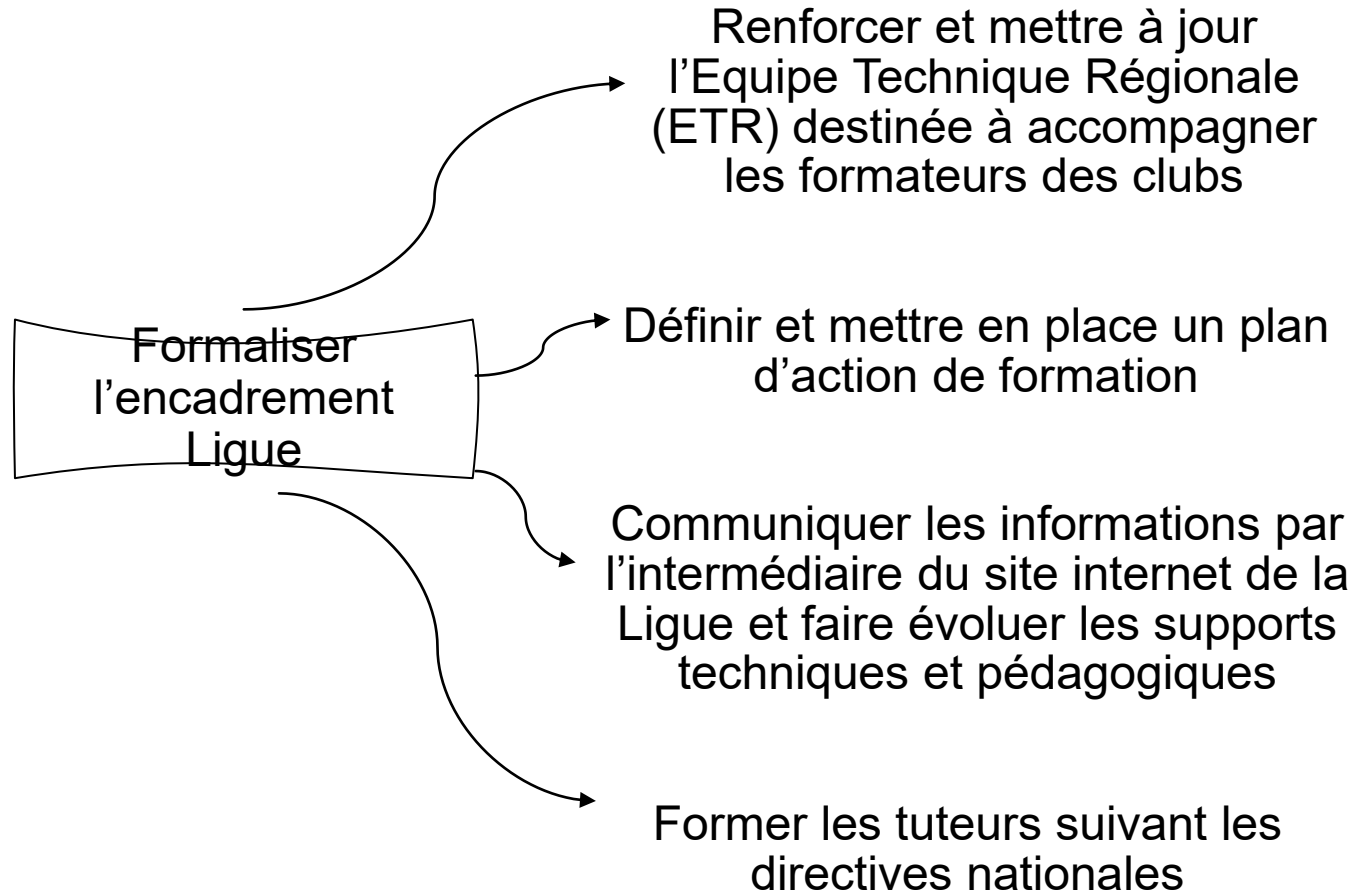 Renforcer et mettre à jour
l’Equipe Technique Régionale
(ETR) destinée à accompagner
les formateurs des clubs
Formaliser
l’encadrement
Ligue
Définir et mettre en place un plan
d’action de formation
Communiquer les informations par
l’intermédiaire du site internet de la
Ligue et faire évoluer les supports
techniques et pédagogiques
Former les tuteurs suivant les
directives nationales